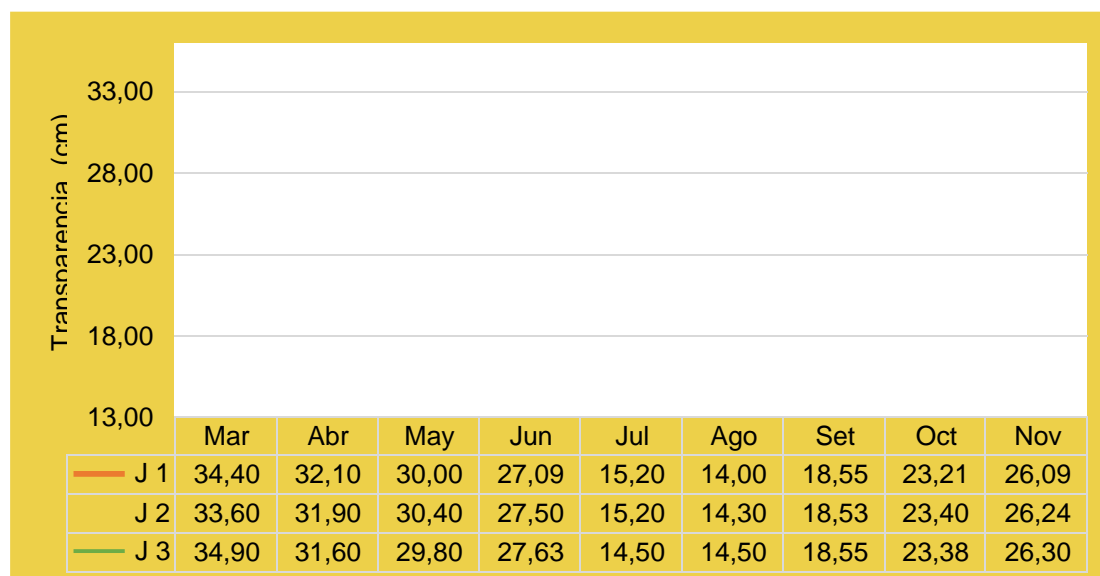 Transparencia (cm)
33,00
28,00
23,00
18,00
13,00
Mar Abr May Jun Jul Ago Set Oct Nov
J 1 34,40 32,10 30,00 27,09 15,20 14,00 18,55 23,21 26,09
J 2 33,60 31,90 30,40 27,50 15,20 14,30 18,53 23,40 26,24
J 3 34,90 31,60 29,80 27,63 14,50 14,50 18,55 23,38 26,30